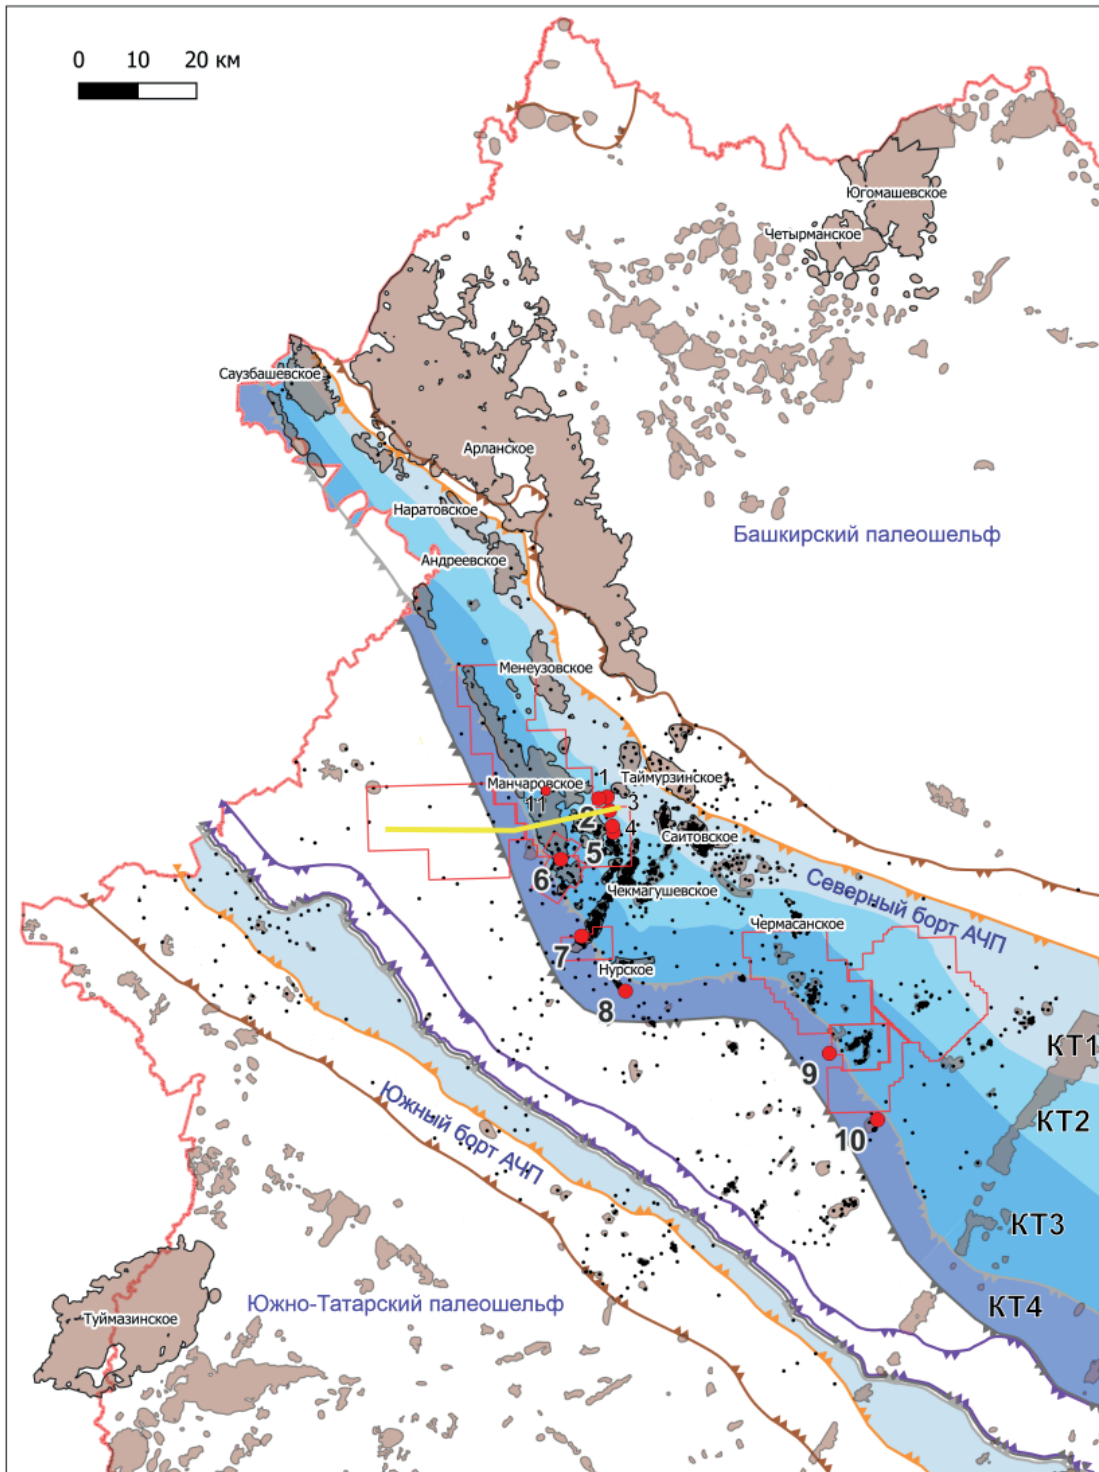 0 10 20 км
Югомашевское
Четырманское
Саузбашевское
Арланское
Наратовское
Башкирский палеошельф
Андреевское
Менеузовское
Манчаровское
1
Таймурзинское
11
3
2
4
Саитовское
5
6
Чекмагушевское
Северный борт АЧП
Чермасанское
7
Нурское
8
КТ1
9
Южный борт АЧП
10
КТ2
КТ3
Южно-Татарский палеошельф
КТ4
Туймазинское